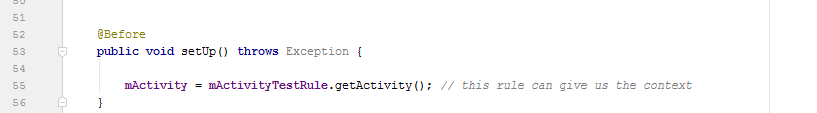 51
52 @Before
53 public void setUp() throws Exception {
54
55 mActivity = mActivityTestRule.getActivity(); // this rule can give us the context
56 }